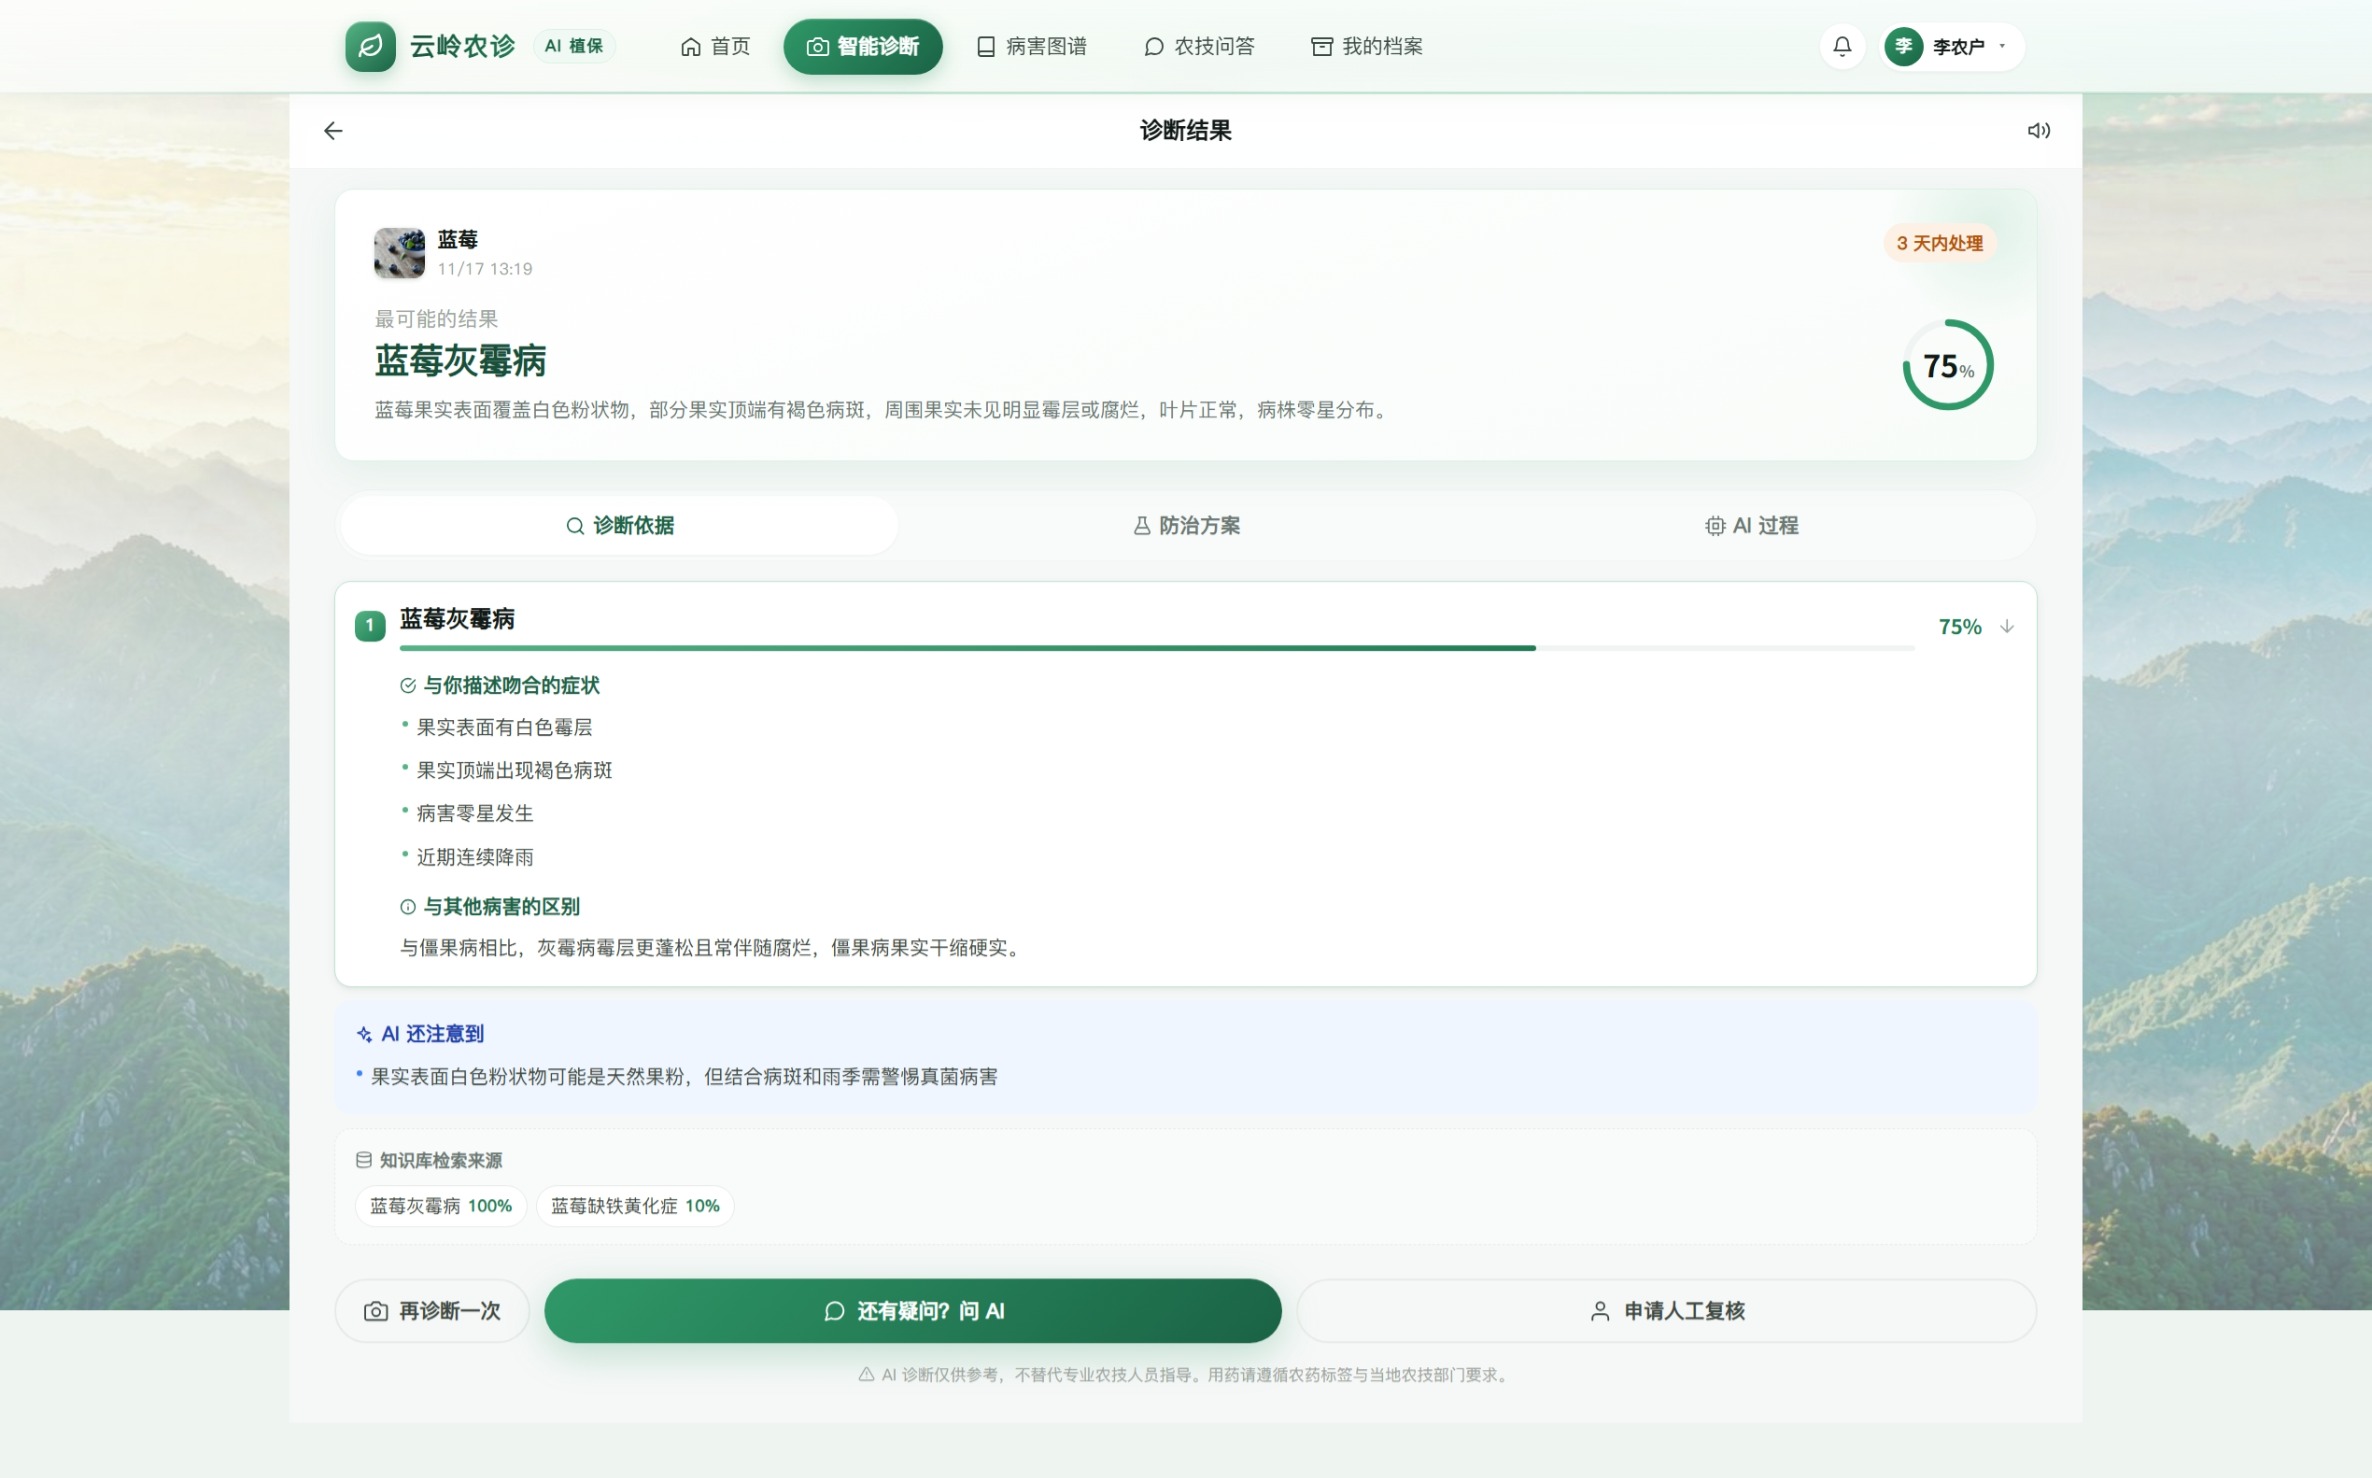 云岭农诊 AI 植保 首页 智能诊断 病害图谱 农技问答 我的档案 李 李农户
诊断结果
蓝莓
11/17 13:19
3 天内处理
最可能的结果
蓝莓灰霉病
75%
蓝莓果实表面覆盖白色粉状物，部分果实顶端有褐色病斑，周围果实未见明显霉层或腐烂，叶片正常，病株零星分布。
诊断依据 防治方案 AI 过程
1 蓝莓灰霉病 75%
与你描述吻合的症状
果实表面有白色霉层
果实顶端出现褐色病斑
病害零星发生
近期连续降雨
与其他病害的区别
与僵果病相比，灰霉病霉层更蓬松且常伴随腐烂，僵果病果实干缩硬实。
AI 还注意到
果实表面白色粉状物可能是天然果粉，但结合病斑和雨季需警惕真菌病害
知识库检索来源
蓝莓灰霉病 100% 蓝莓缺铁黄化症 10%
再诊断一次 还有疑问？问 AI 申请人工复核
AI 诊断仅供参考，不替代专业农技人员指导。用药请遵循农药标签与当地农技部门要求。